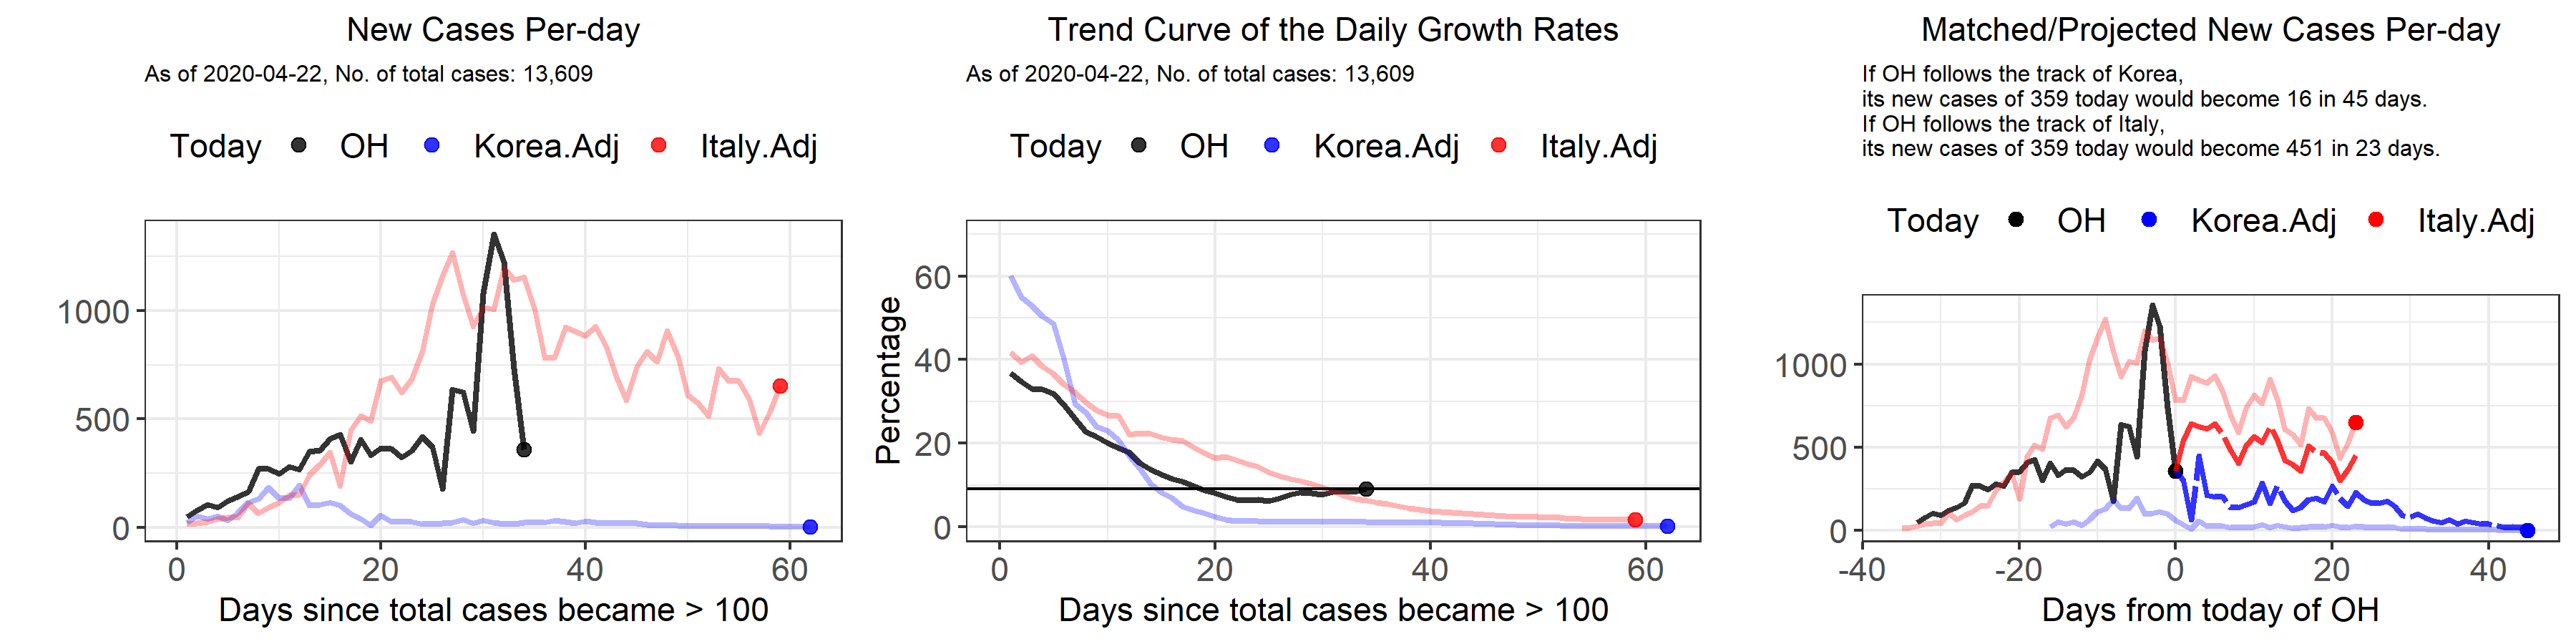 New Cases Per-day
As of 2020-04-22, No. of total cases: 13,609
Today OH Korea.Adj Italy.Adj
1000
500
0
0 20 40 60
Days since total cases became > 100
Trend Curve of the Daily Growth Rates
As of 2020-04-22, No. of total cases: 13,609
Today OH Korea.Adj Italy.Adj
Percentage
60
40
20
0
0 20 40 60
Days since total cases became > 100
Matched/Projected New Cases Per-day
If OH follows the track of Korea,
its new cases of 359 today would become 16 in 45 days.
If OH follows the track of Italy,
its new cases of 359 today would become 451 in 23 days.
Today OH Korea.Adj Italy.Adj
1000
500
0
-40 -20 0 20 40
Days from today of OH